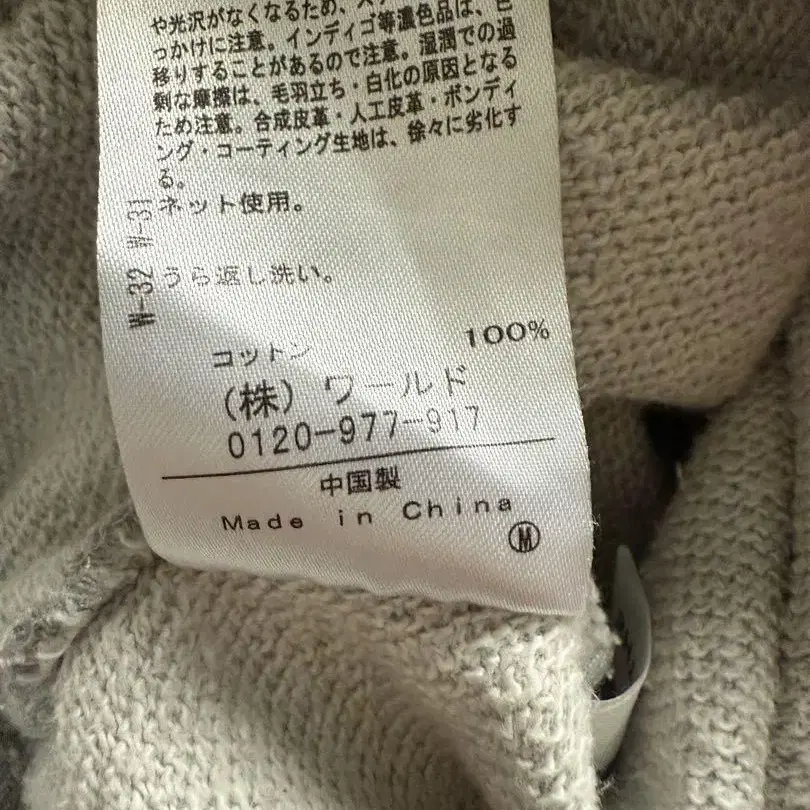 や光沢がなくなるため、ス
っかけに注意。インディゴ等濃色品は、色
移りすることがあるので注意。湿潤での過
剰な摩擦は、毛羽立ち・白化の原因となる
ため注意。合成皮革・人工皮革・ボンディ
ング・コーティング生地は、徐々に劣化す
る。
W-31 ネット使用。
W-32 うら返し洗い。
コットン 100%
(株) ワールド
0120-977-917
中国製
Made in China
M